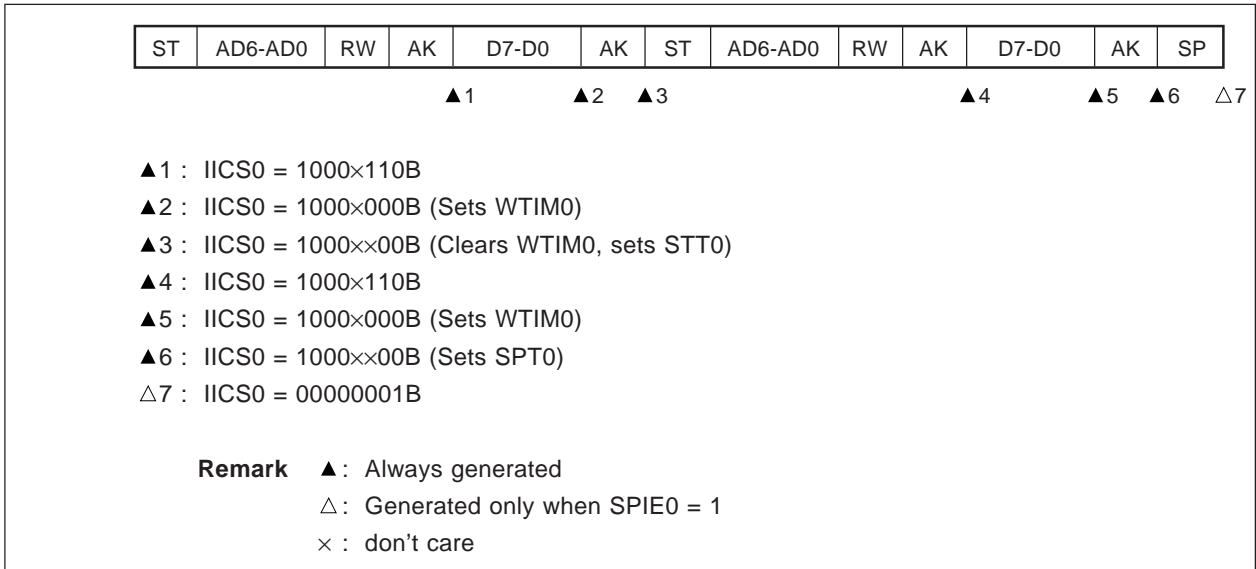 ST AD6-AD0 RW AK D7-D0 AK ST AD6-AD0 RW AK D7-D0 AK SP
▲1 ▲2 ▲3 ▲4 ▲5 ▲6 △7
▲1 : IICS0 = 1000×110B
▲2 : IICS0 = 1000×000B (Sets WTIM0)
▲3 : IICS0 = 1000××00B (Clears WTIM0, sets STT0)
▲4 : IICS0 = 1000×110B
▲5 : IICS0 = 1000×000B (Sets WTIM0)
▲6 : IICS0 = 1000××00B (Sets SPT0)
△7 : IICS0 = 00000001B
Remark ▲ : Always generated
△ : Generated only when SPIE0 = 1
× : don't care